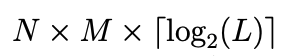 N × M × ⌈log₂(L)⌉